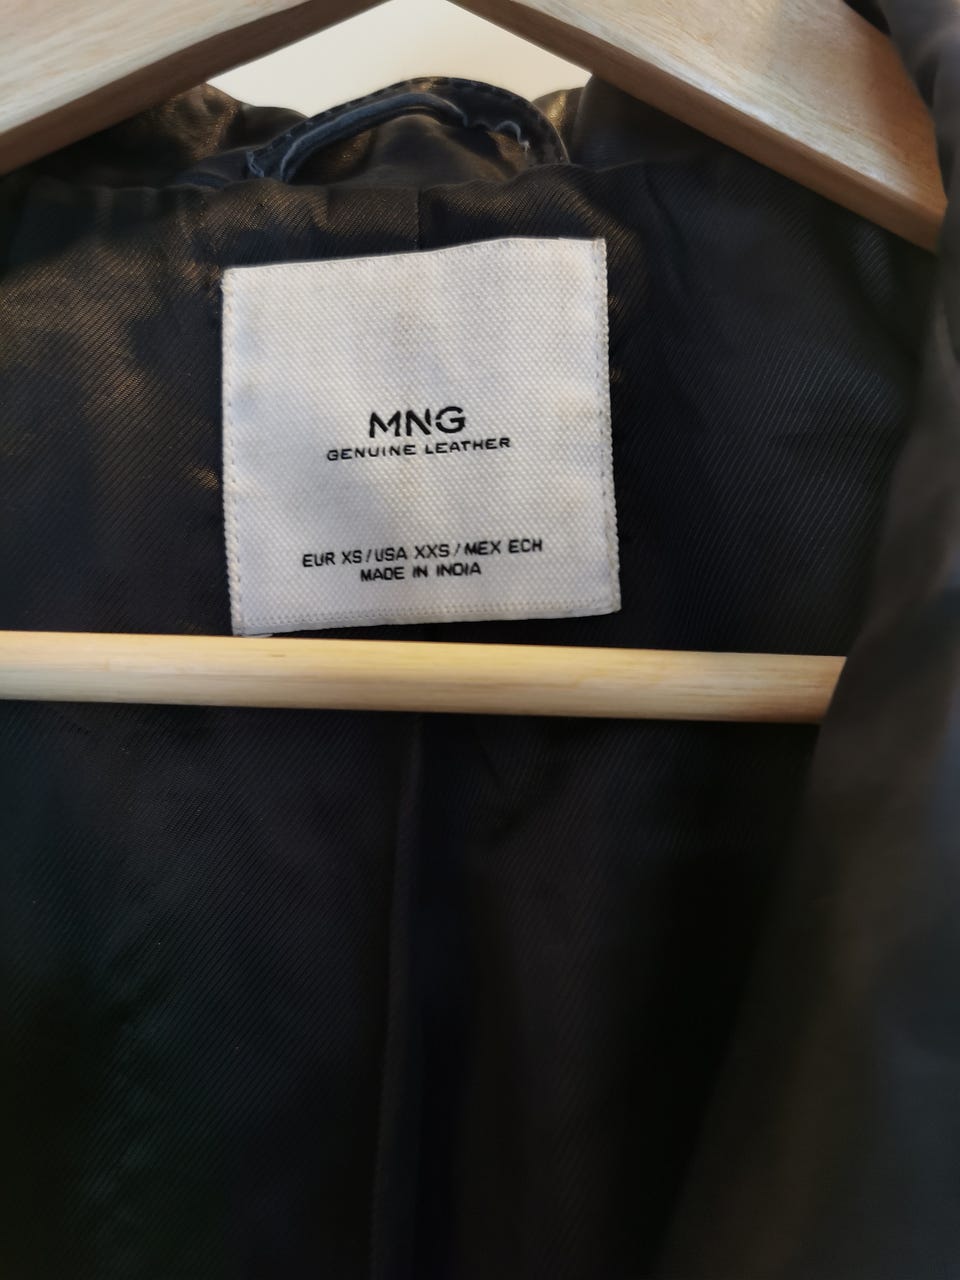 MNG
GENUINE LEATHER
EUR XS / USA XXS / MEX ECH
MADE IN INDIA